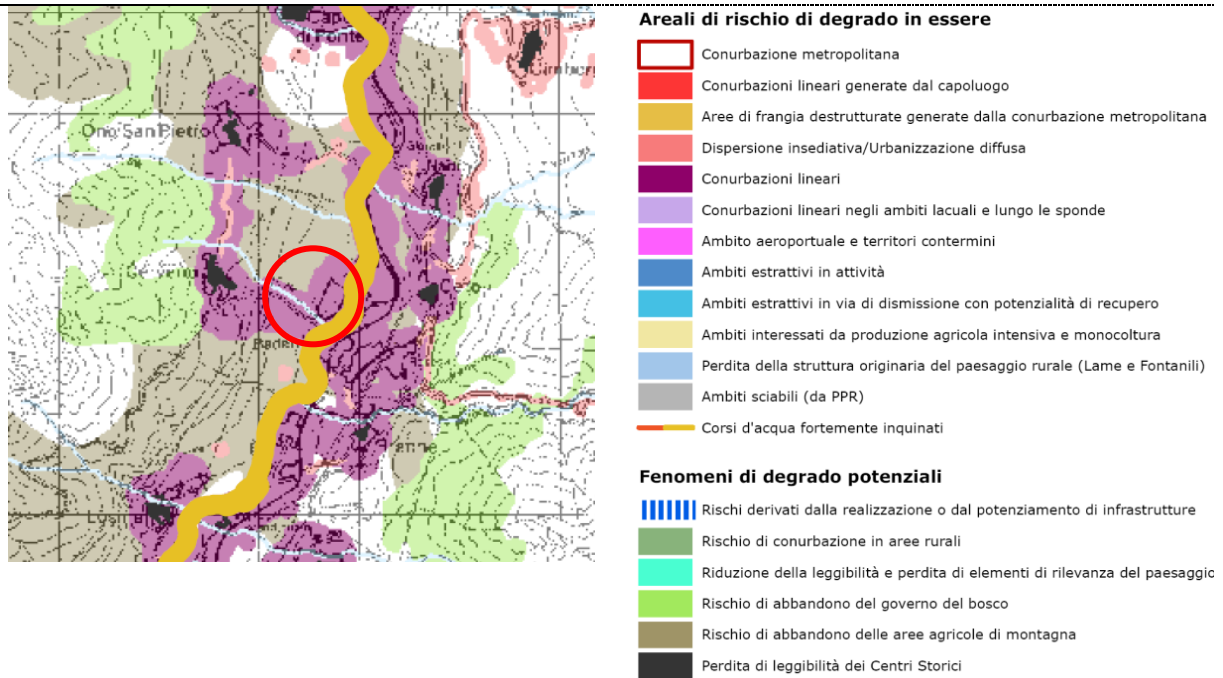 di Ponte
Ono San Pietro
Areali di rischio di degrado in essere
Conurbazione metropolitana
Conurbazioni lineari generate dal capoluogo
Aree di frangia destrutturate generate dalla conurbazione metropolitana
Dispersione insediativa/Urbanizzazione diffusa
Conurbazioni lineari
Conurbazioni lineari negli ambiti lacuali e lungo le sponde
Ambito aeroportuale e territori contermini
Ambiti estrattivi in attività
Ambiti estrattivi in via di dismissione con potenzialità di recupero
Ambiti interessati da produzione agricola intensiva e monocoltura
Perdita della struttura originaria del paesaggio rurale (Lame e Fontanili)
Ambiti sciabili (da PPR)
Corsi d'acqua fortemente inquinati
Fenomeni di degrado potenziali
Rischi derivati dalla realizzazione o dal potenziamento di infrastrutture
Rischio di conurbazione in aree rurali
Riduzione della leggibilità e perdita di elementi di rilevanza del paesaggio
Rischio di abbandono del governo del bosco
Rischio di abbandono delle aree agricole di montagna
Perdita di leggibilità dei Centri Storici